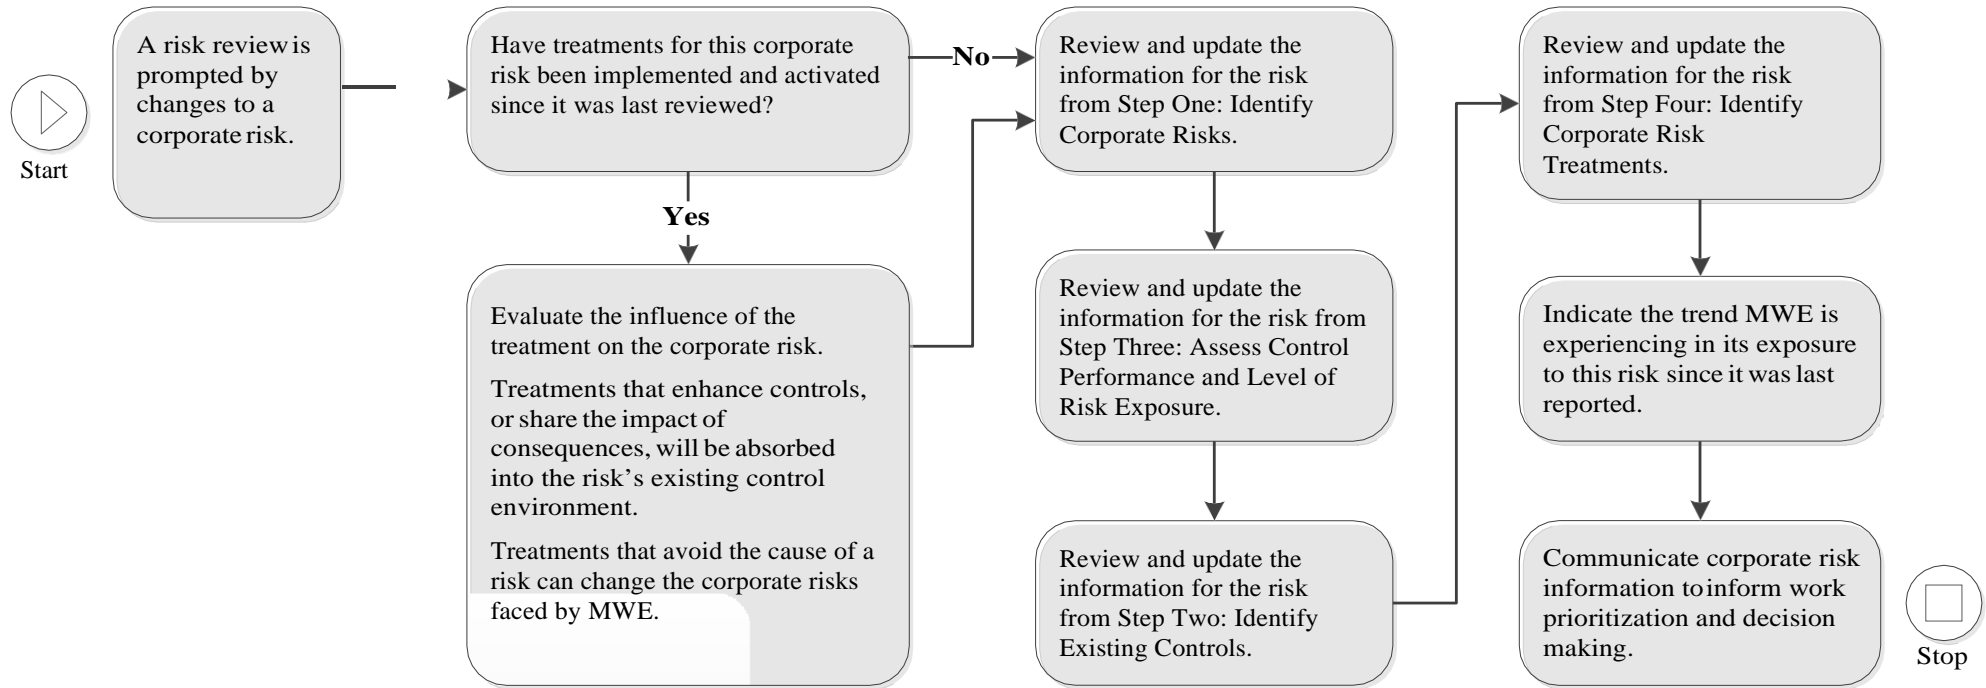 Start
A risk review is
prompted by
changes to a
corporate risk.
Have treatments for this corporate
risk been implemented and activated
since it was last reviewed?
No
Yes
Evaluate the influence of the
treatment on the corporate risk.
Treatments that enhance controls,
or share the impact of
consequences, will be absorbed
into the risk’s existing control
environment.
Treatments that avoid the cause of a
risk can change the corporate risks
faced by MWE.
Review and update the
information for the risk
from Step One: Identify
Corporate Risks.
Review and update the
information for the risk from
Step Three: Assess Control
Performance and Level of
Risk Exposure.
Review and update the
information for the risk
from Step Two: Identify
Existing Controls.
Review and update the
information for the risk
from Step Four: Identify
Corporate Risk
Treatments.
Indicate the trend MWE is
experiencing in its exposure
to this risk since it was last
reported.
Communicate corporate risk
information to inform work
prioritization and decision
making.
Stop